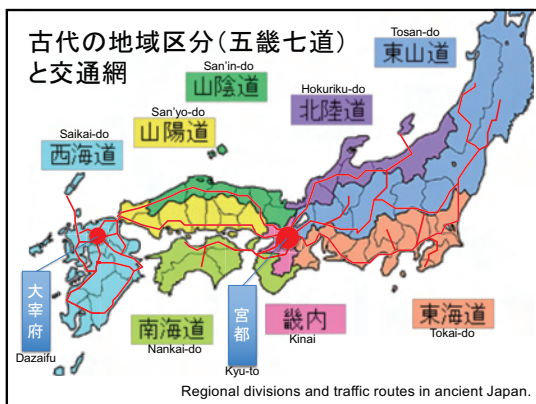 古代の地域区分(五畿七道)
と交通網
Tosan-do
東山道
San'in-do
山陰道
Hokuriku-do
北陸道
San'yo-do
山陽道
Saikai-do
西海道
大宰府
Dazaifu
南海道
Nankai-do
宮都
Kyu-to
畿内
Kinai
東海道
Tokai-do
Regional divisions and traffic routes in ancient Japan.